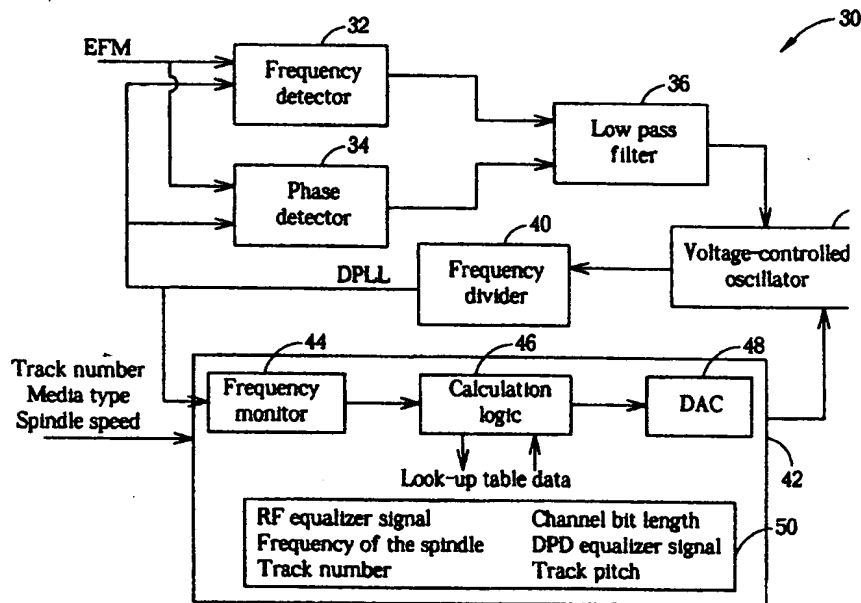 30
EFM
32
Frequency
detector
36
Low pass
filter
34
Phase
detector
40
Voltage-controlled
oscillator
Frequency
divider
DPLL
44
46
48
Track number
Media type
Spindle speed
Frequency
monitor
Calculation
logic
DAC
42
Look-up table data
50
RF equalizer signal
Channel bit length
Frequency of the spindle
DPD equalizer signal
Track number
Track pitch